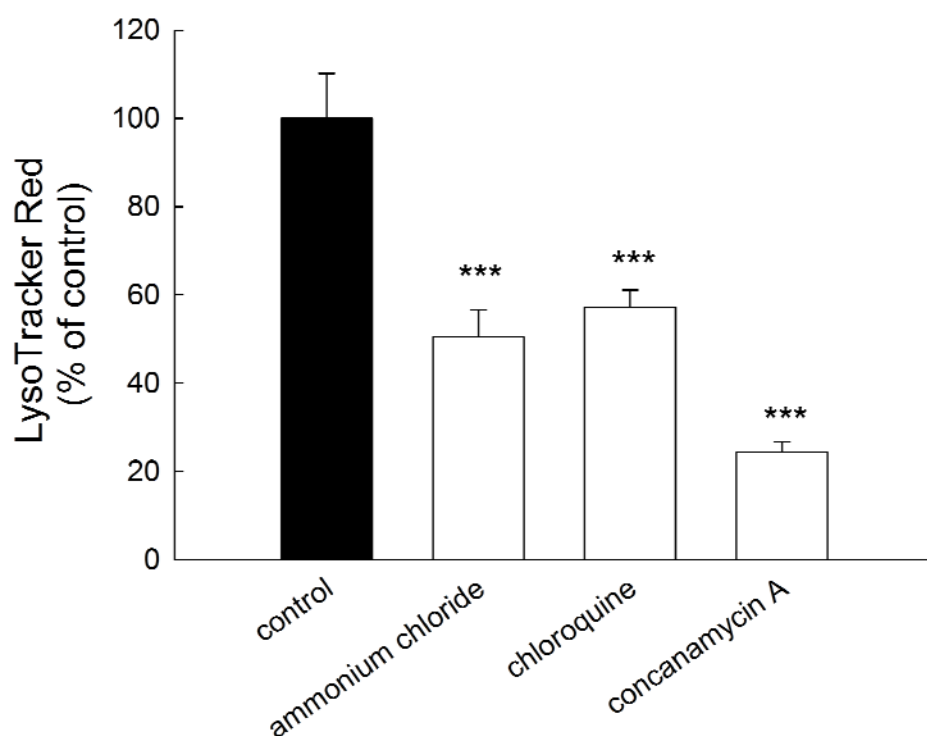 120
100
80
60
40
20
0
LysoTracker Red
(% of control)
***
***
***
control
ammonium chloride
chloroquine
concanamycin A